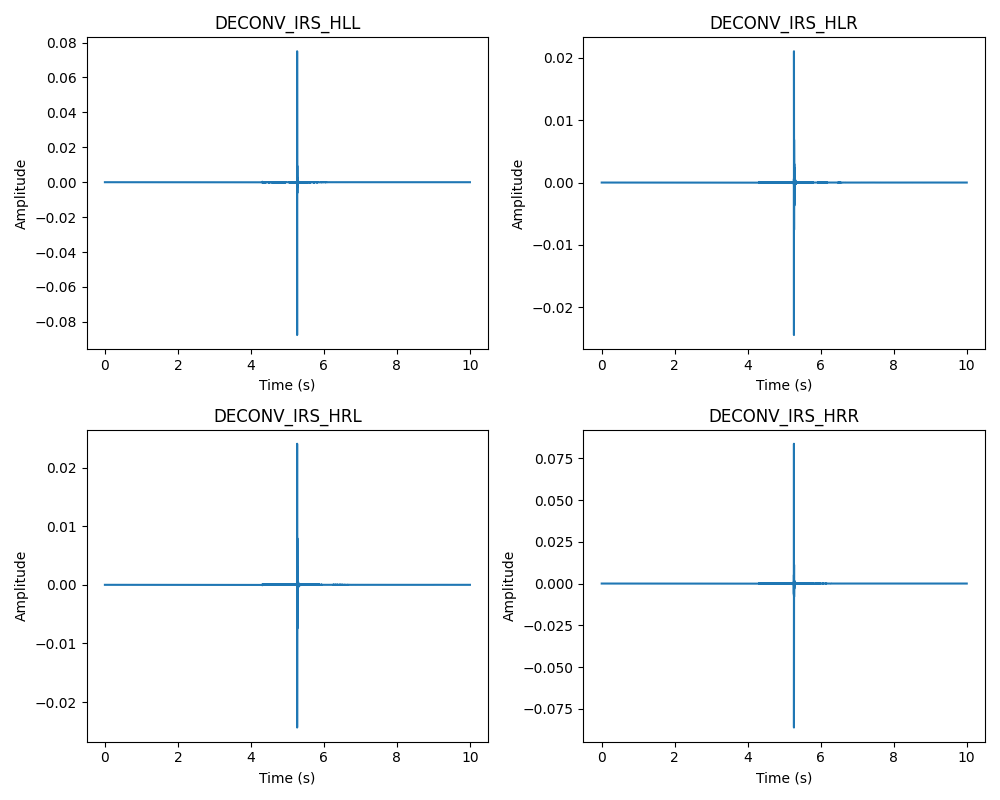 DECONV_IRS_HLL
0.08
0.06
0.04
0.02
0.00
−0.02
−0.04
−0.06
−0.08
Amplitude
0 2 4 6 8 10
Time (s)
DECONV_IRS_HLR
0.02
0.01
0.00
−0.01
−0.02
Amplitude
0 2 4 6 8 10
Time (s)
DECONV_IRS_HRL
0.02
0.01
0.00
−0.01
−0.02
Amplitude
0 2 4 6 8 10
Time (s)
DECONV_IRS_HRR
0.075
0.050
0.025
0.000
−0.025
−0.050
−0.075
Amplitude
0 2 4 6 8 10
Time (s)